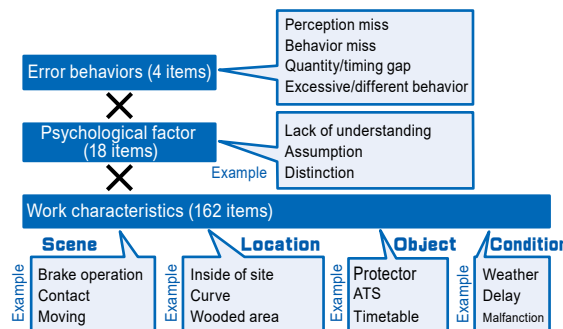 Perception miss
Behavior miss
Quantity/timing gap
Excessive/different behavior
Error behaviors (4 items)
Psychological factor
(18 items)
Example
Lack of understanding
Assumption
Distinction
Work characteristics (162 items)
Scene
Example
Brake operation
Contact
Moving
Location
Example
Inside of site
Curve
Wooded area
Object
Example
Protector
ATS
Timetable
Condition
Example
Weather
Delay
Malfanction